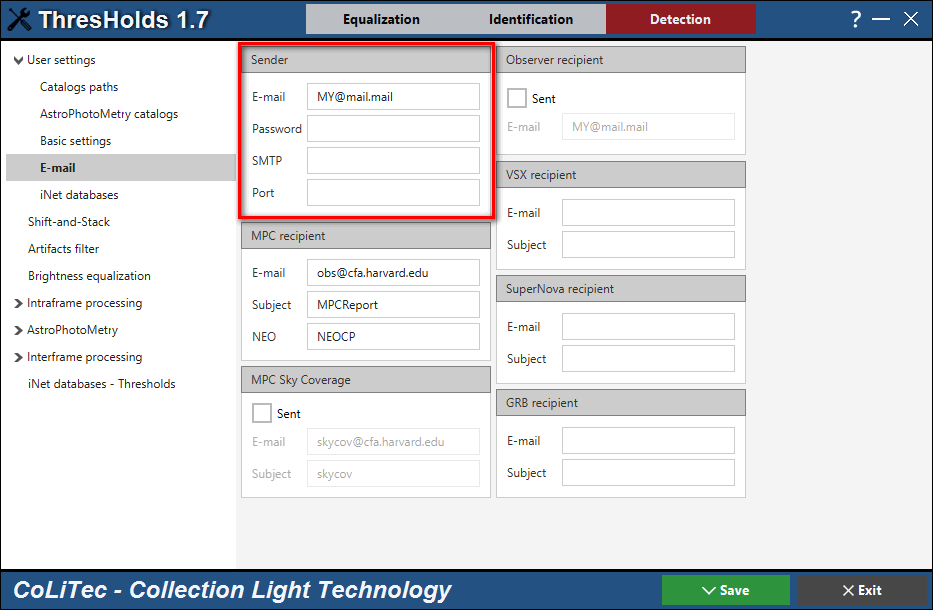 ThresHolds 1.7
Equalization
Identification
Detection
?
User settings
Catalogs paths
AstroPhotoMetry catalogs
Basic settings
E-mail
iNet databases
Shift-and-Stack
Artifacts filter
Brightness equalization
Intraframe processing
AstroPhotoMetry
Interframe processing
iNet databases - Thresholds
Sender
E-mail MY@mail.mail
Password
SMTP
Port
MPC recipient
E-mail obs@cfa.harvard.edu
Subject MPCReport
NEO NEOCP
MPC Sky Coverage
Sent
E-mail skycov@cfa.harvard.edu
Subject skycov
Observer recipient
Sent
E-mail MY@mail.mail
VSX recipient
E-mail
Subject
SuperNova recipient
E-mail
Subject
GRB recipient
E-mail
Subject
CoLiTec - Collection Light Technology
Save
Exit